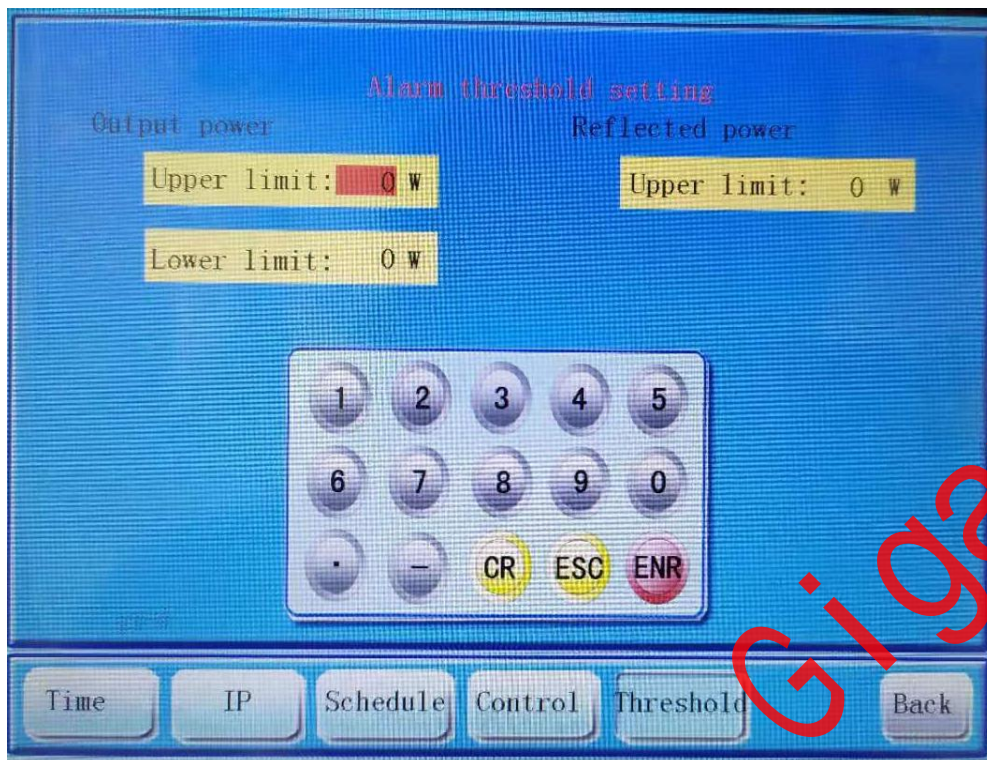 Alarm threshold setting
Output power
Reflected power
Upper limit: 0 W
Upper limit: 0 W
Lower limit: 0 W
1 2 3 4 5
6 7 8 9 0
. - CR ESC ENR
Time IP Schedule Control Threshold Back
Giga